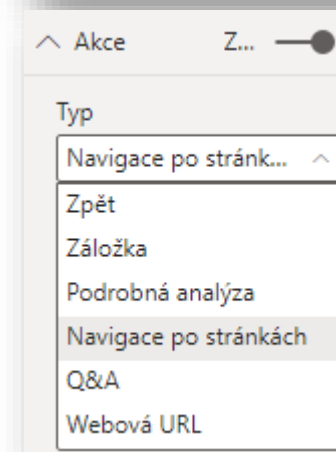 Akce Z...
Typ
Navigace po stránk...
Zpět
Záložka
Podrobná analýza
Navigace po stránkách
Q&A
Webová URL